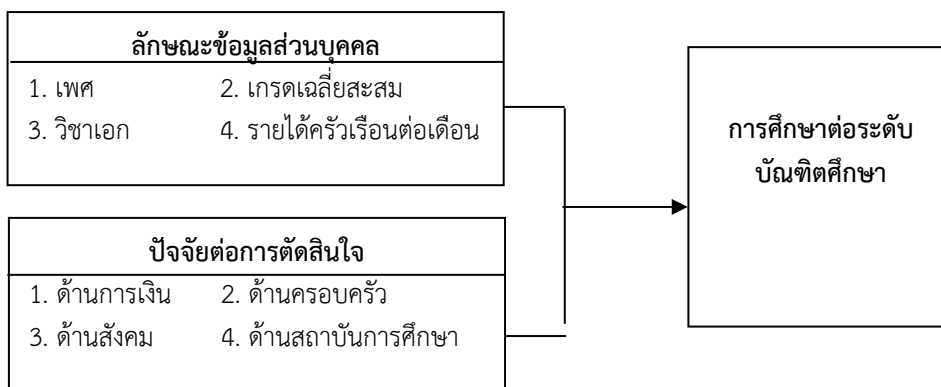 ลักษณะข้อมูลส่วนบุคคล
1. เพศ 2. เกรดเฉลี่ยสะสม
3. วิชาเอก 4. รายได้ครัวเรือนต่อเดือน
ปัจจัยต่อการตัดสินใจ
1. ด้านการเงิน 2. ด้านครอบครัว
3. ด้านสังคม 4. ด้านสถาบันการศึกษา
การศึกษาต่อระดับ
บัณฑิตศึกษา